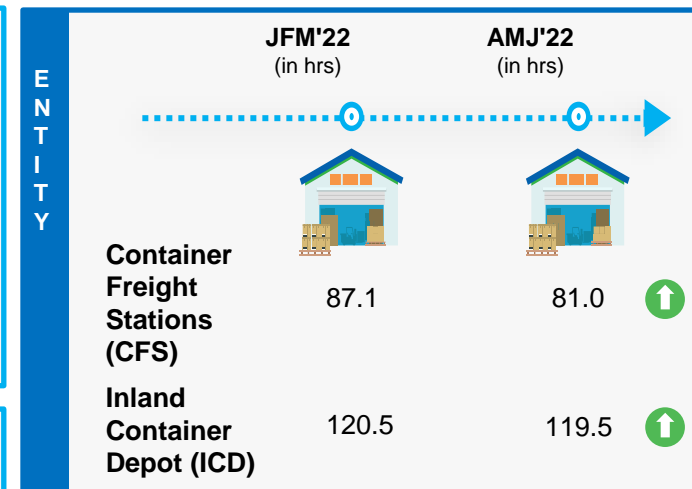 ENTITY
JFM'22 AMJ'22
(in hrs) (in hrs)
Container
Freight
Stations
(CFS)
87.1 81.0
Inland
Container
Depot (ICD)
120.5 119.5